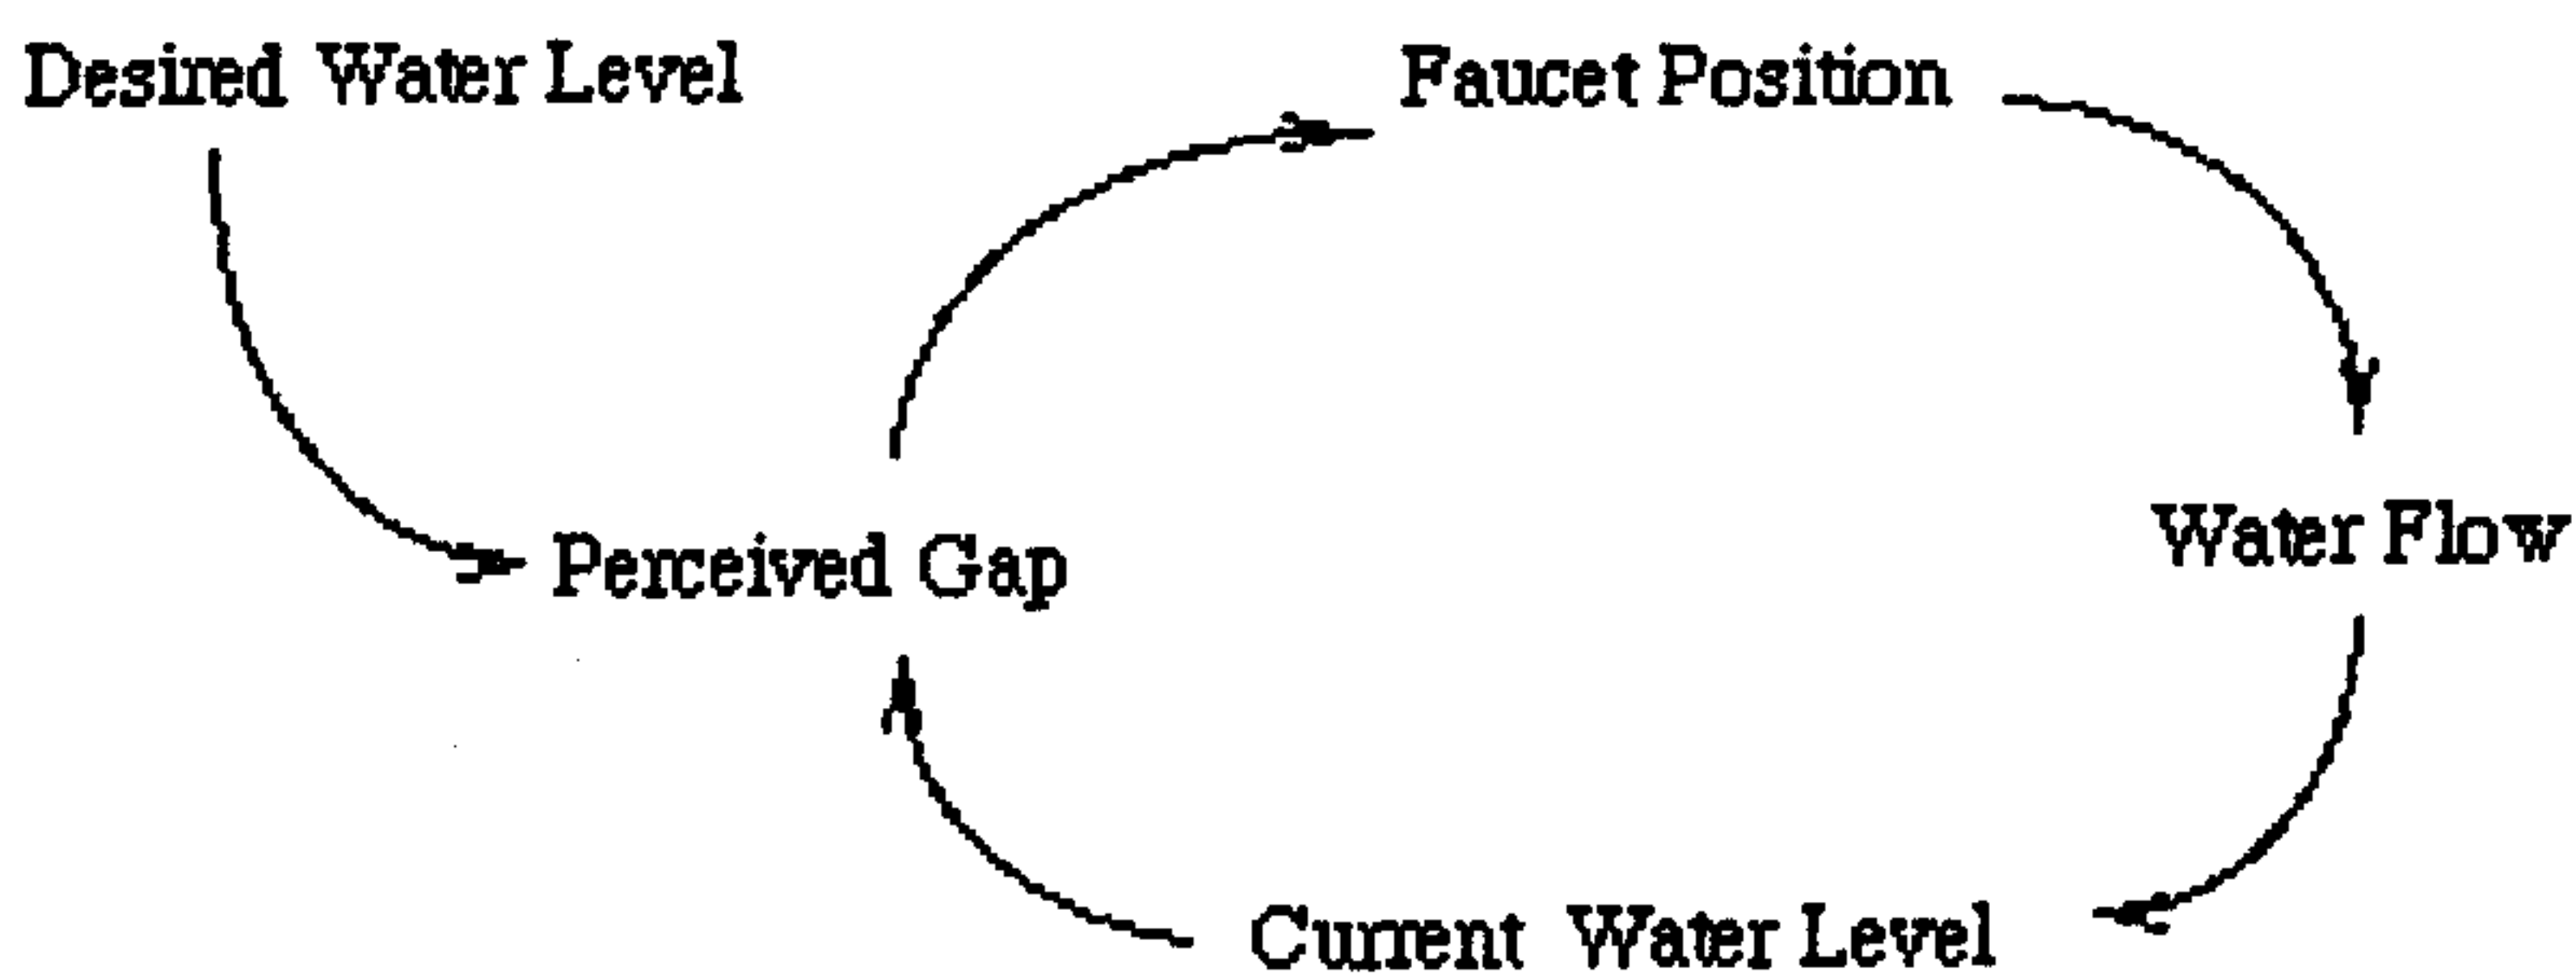 Desired Water Level
Faucet Position
Perceived Gap
Water Flow
Current Water Level